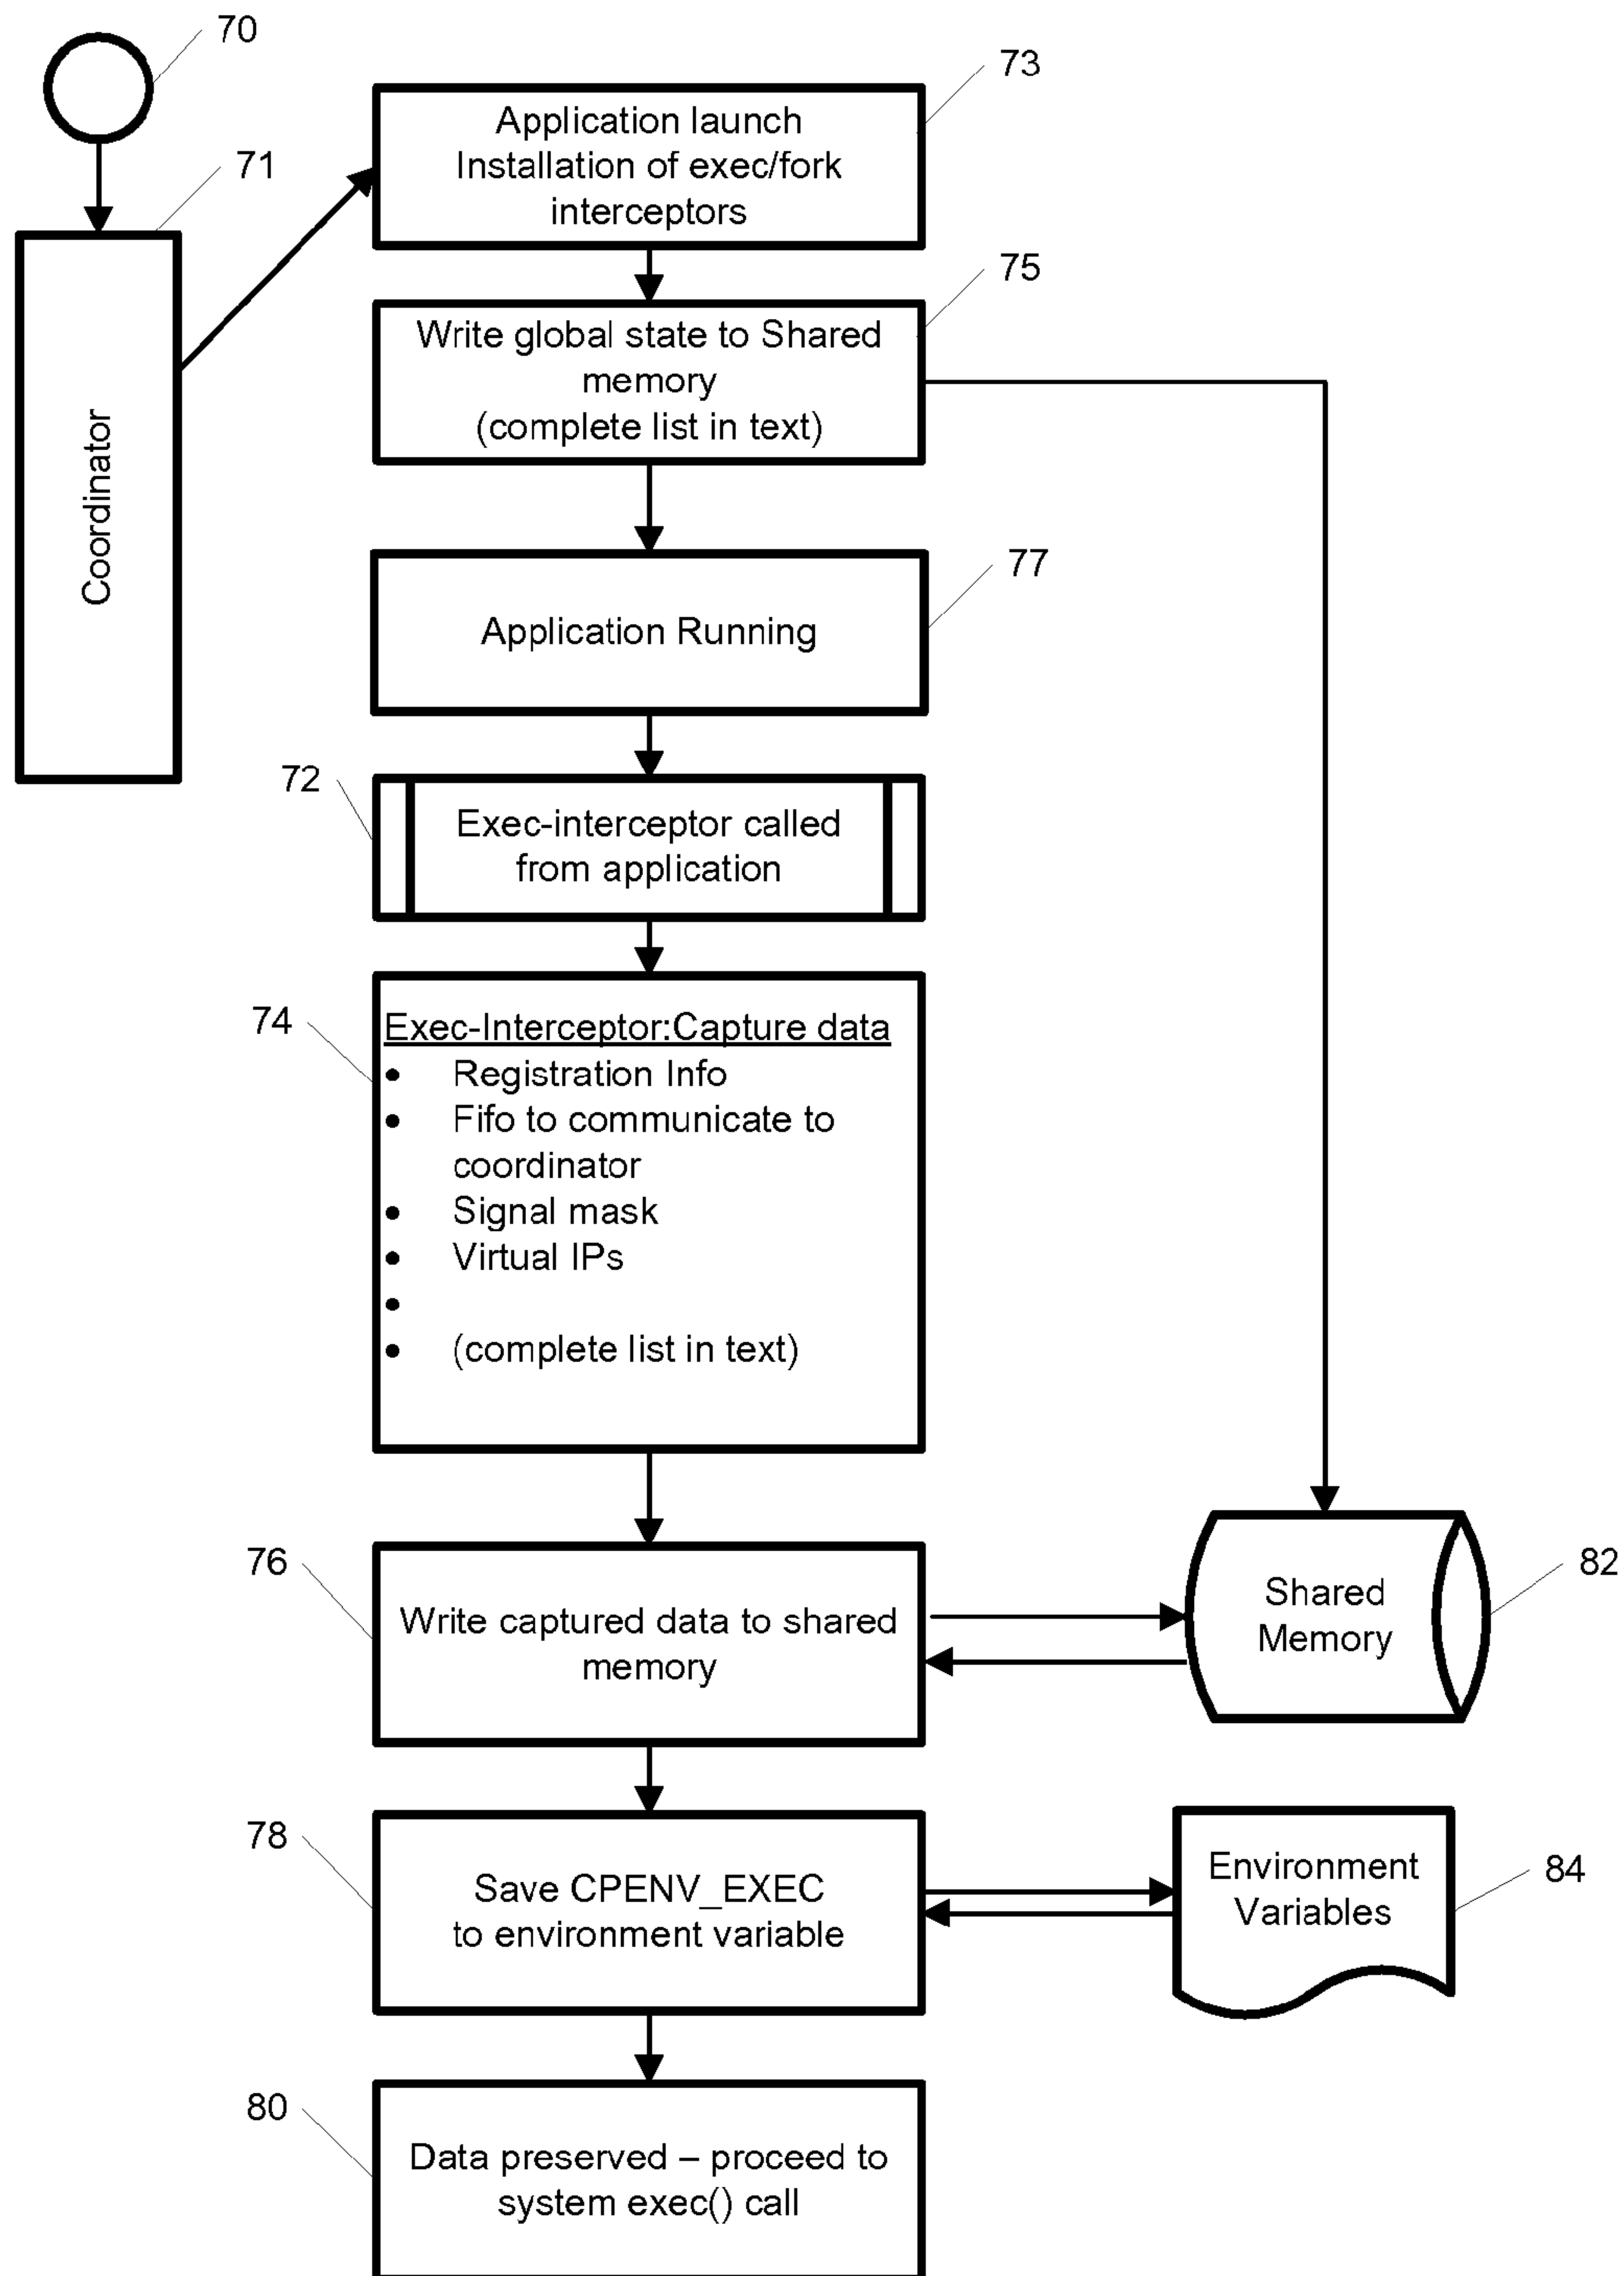 70
73
Application launch
Installation of exec/fork
interceptors
71
Coordinator
75
Write global state to Shared
memory
(complete list in text)
77
Application Running
72
Exec-interceptor called
from application
74
Exec-Interceptor:Capture data
• Registration Info
• Fifo to communicate to
coordinator
• Signal mask
• Virtual IPs
•
• (complete list in text)
76
Write captured data to shared
memory
Shared
Memory
82
78
Save CPENV_EXEC
to environment variable
Environment
Variables
84
80
Data preserved – proceed to
system exec() call